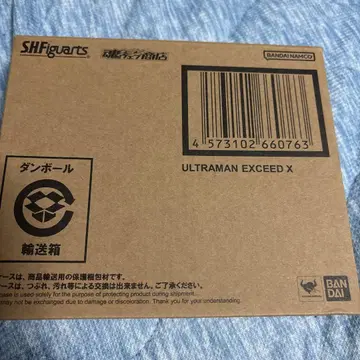 S.H.Figuarts
魂ウェブ商店
BANDAI NAMCO
4 573102 660763
ULTRAMAN EXCEED X
ダンボール
輸送箱
ースは、商品輸送用の保護梱包材です。
ースは、つぶれ、汚れ等による交換は出来ません。ご了承ください。
case is used solely for the purpose of protecting product during shipment.
may not be exchanged due to damage or discoloration. Thank you for your understanding.
BAN
DAI